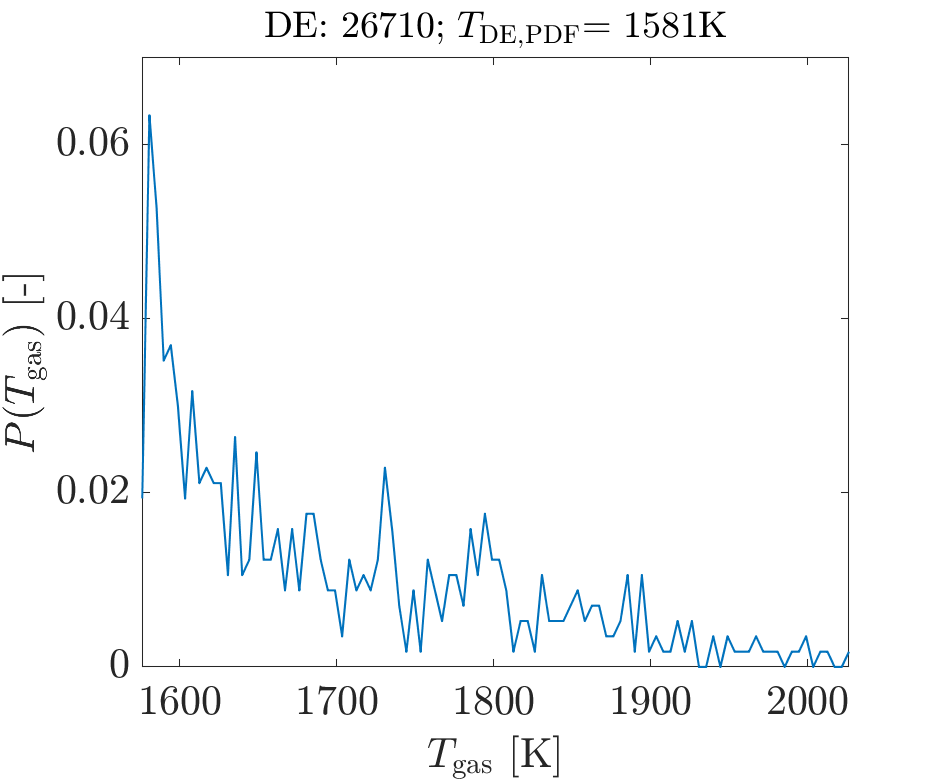 DE: 26710; T_DE,PDF= 1581K
0.06
0.04
0.02
0
P(T_gas) [-]
1600 1700 1800 1900 2000
T_gas [K]